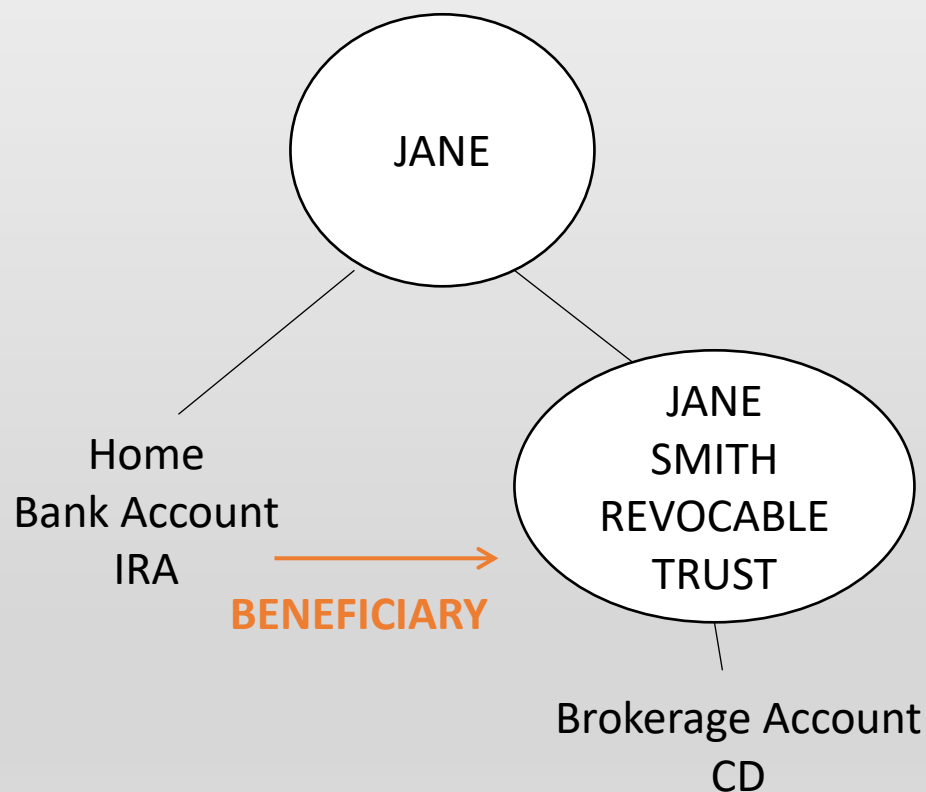 JANE
Home
Bank Account
IRA
BENEFICIARY
JANE
SMITH
REVOCABLE
TRUST
Brokerage Account
CD